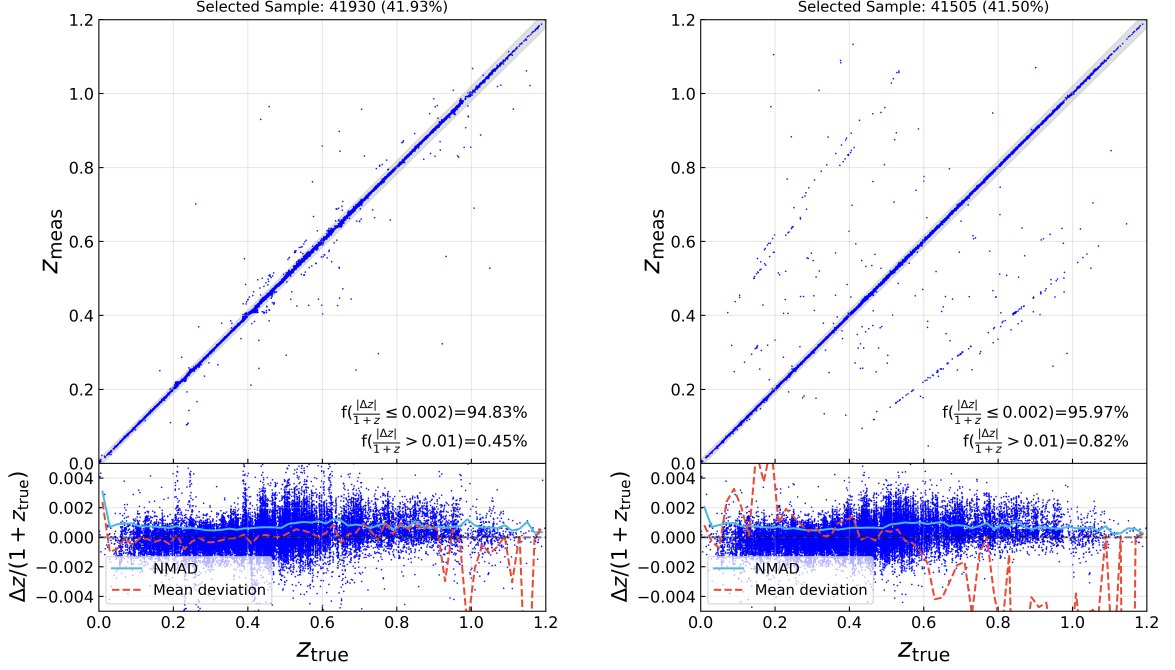 Selected Sample: 41930 (41.93%)
1.2
1.0
0.8
0.6
0.4
0.2
0.0
z_meas
f(|Δz|/1+z ≤ 0.002)=94.83%
f(|Δz|/1+z > 0.01)=0.45%
0.004
0.002
0.000
−0.002
−0.004
Δz/(1 + z_true)
NMAD
Mean deviation
0.0 0.2 0.4 0.6 0.8 1.0 1.2
z_true
Selected Sample: 41505 (41.50%)
1.2
1.0
0.8
0.6
0.4
0.2
0.0
z_meas
f(|Δz|/1+z ≤ 0.002)=95.97%
f(|Δz|/1+z > 0.01)=0.82%
0.004
0.002
0.000
−0.002
−0.004
Δz/(1 + z_true)
NMAD
Mean deviation
0.0 0.2 0.4 0.6 0.8 1.0 1.2
z_true